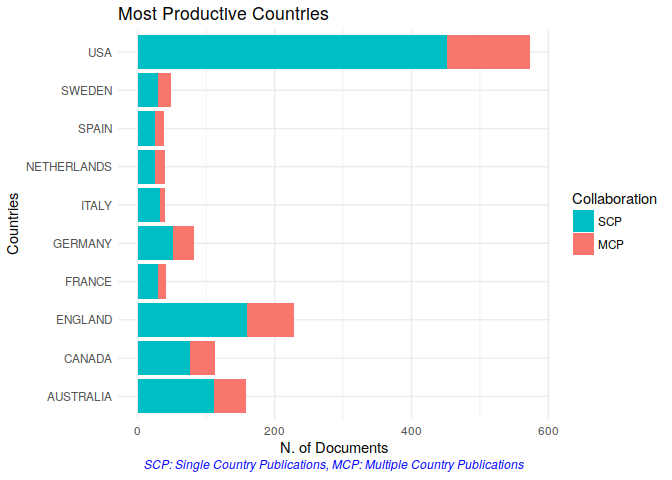 Most Productive Countries
USA
SWEDEN
SPAIN
NETHERLANDS
ITALY
GERMANY
FRANCE
ENGLAND
CANADA
AUSTRALIA
Countries
0 200 400 600
N. of Documents
SCP: Single Country Publications, MCP: Multiple Country Publications
Collaboration
SCP
MCP